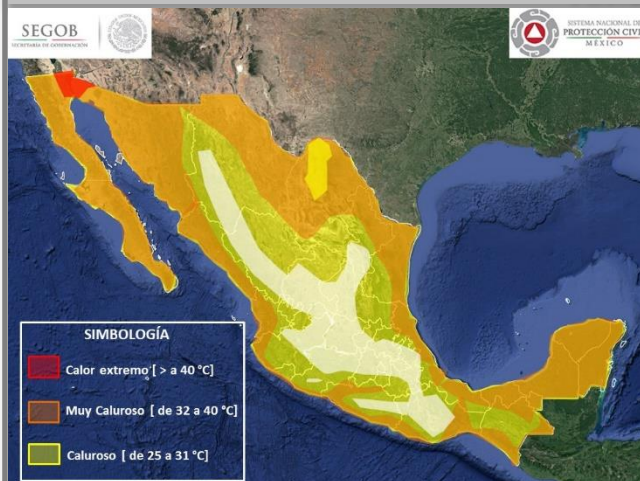 SEGOB
SECRETARÍA DE GOBERNACIÓN
SISTEMA NACIONAL DE
PROTECCIÓN CIVIL
MÉXICO
SIMBOLOGÍA
Calor extremo [ > a 40 °C]
Muy Caluroso [ de 32 a 40 °C]
Caluroso [ de 25 a 31 °C]